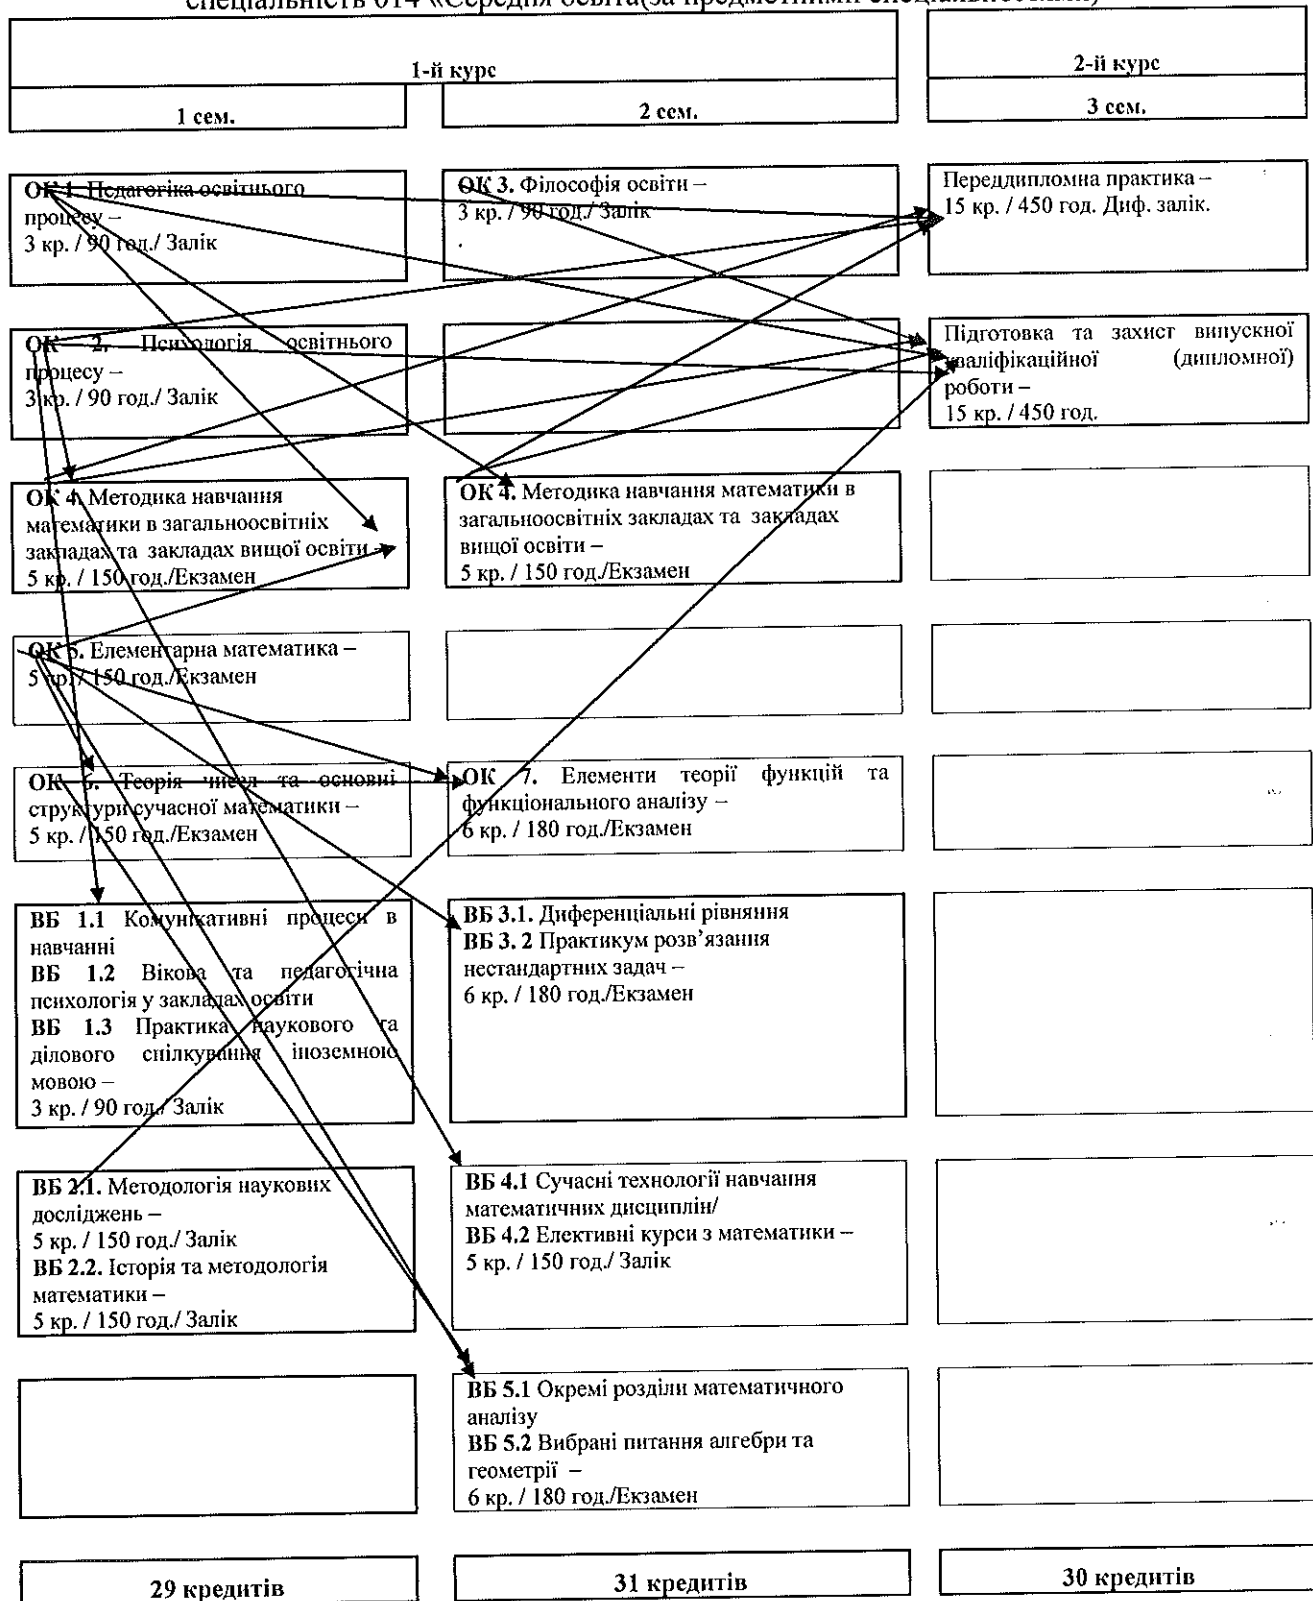 спеціальність 014 «Середня освіта(за предметними спеціальностями)
1-й курс
2-й курс
1 сем.
2 сем.
3 сем.
ОК 1. Педагогіка освітнього
процесу –
3 кр. / 90 год./ Залік
ОК 3. Філософія освіти –
3 кр. / 90 год./ Залік
Переддипломна практика –
15 кр. / 450 год. Диф. залік.
ОК 2. Психологія освітнього
процесу –
3 кр. / 90 год./ Залік
Підготовка та захист випускної
кваліфікаційної (дипломної)
роботи –
15 кр. / 450 год.
ОК 4. Методика навчання
математики в загальноосвітніх
закладах та закладах вищої освіти –
5 кр. / 150 год./Екзамен
ОК 4. Методика навчання математики в
загальноосвітніх закладах та закладах
вищої освіти –
5 кр. / 150 год./Екзамен
ОК 5. Елементарна математика –
5 кр. / 150 год./Екзамен
ОК 6. Теорія чисел та основні
структури сучасної математики –
5 кр. / 150 год./Екзамен
ОК 7. Елементи теорії функцій та
функціонального аналізу –
6 кр. / 180 год./Екзамен
ВБ 1.1 Комунікативні процеси в
навчанні
ВБ 1.2 Вікова та педагогічна
психологія у закладах освіти
ВБ 1.3 Практика наукового та
ділового спілкування іноземною
мовою –
3 кр. / 90 год./ Залік
ВБ 3.1. Диференціальні рівняння
ВБ 3. 2 Практикум розв’язання
нестандартних задач –
6 кр. / 180 год./Екзамен
ВБ 2.1. Методологія наукових
досліджень –
5 кр. / 150 год./ Залік
ВБ 2.2. Історія та методологія
математики –
5 кр. / 150 год./ Залік
ВБ 4.1 Сучасні технології навчання
математичних дисциплін/
ВБ 4.2 Елективні курси з математики –
5 кр. / 150 год./ Залік
ВБ 5.1 Окремі розділи математичного
аналізу
ВБ 5.2 Вибрані питання алгебри та
геометрії –
6 кр. / 180 год./Екзамен
29 кредитів
31 кредитів
30 кредитів